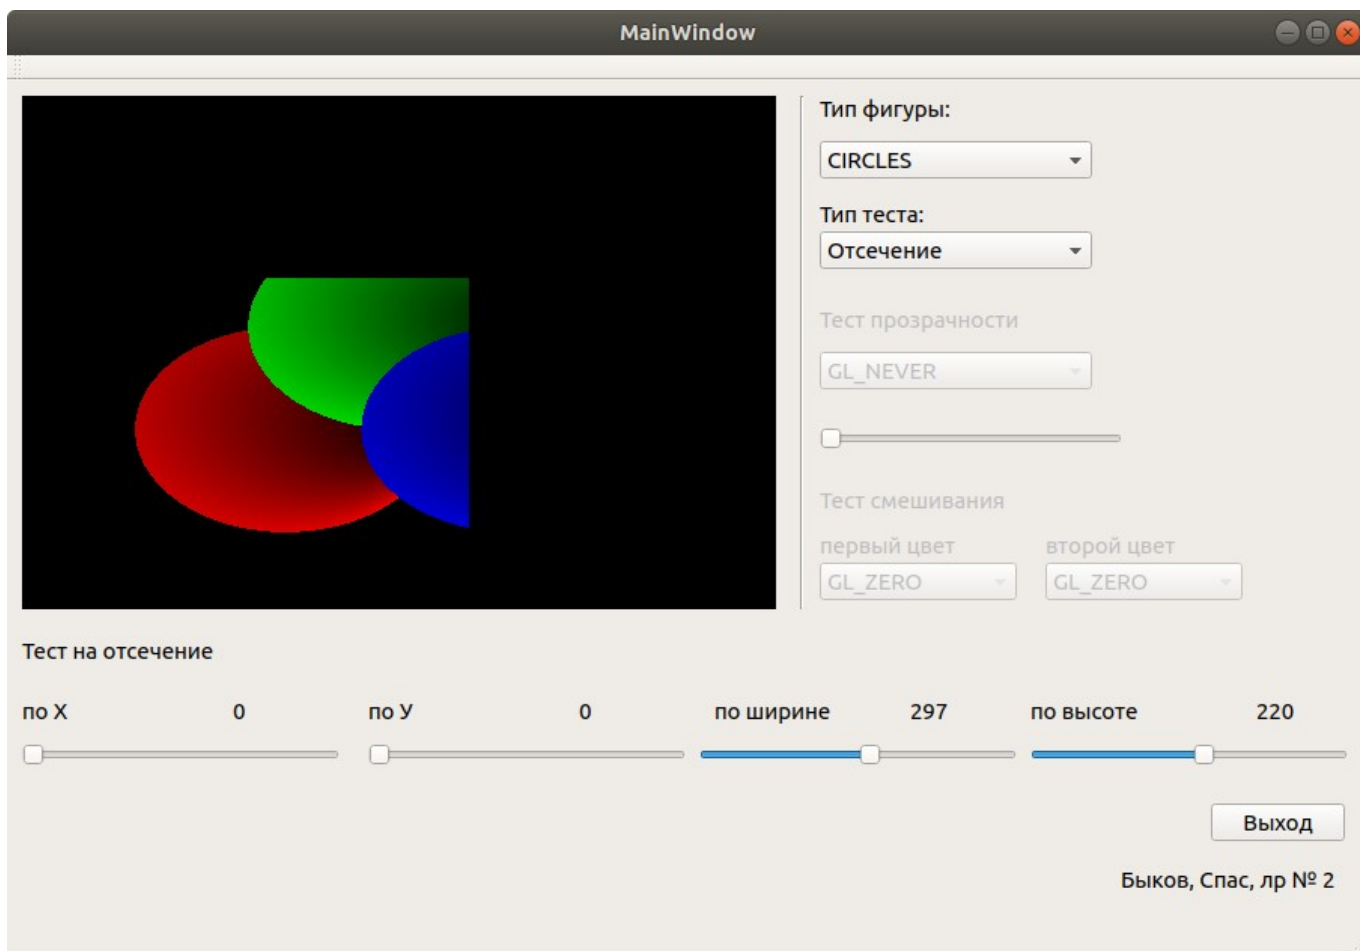 MainWindow
Тип фигуры:
CIRCLES
Тип теста:
Отсечение
Тест прозрачности
GL_NEVER
Тест смешивания
первый цвет второй цвет
GL_ZERO GL_ZERO
Тест на отсечение
по X 0 по У 0 по ширине 297 по высоте 220
Выход
Быков, Спас, лр № 2